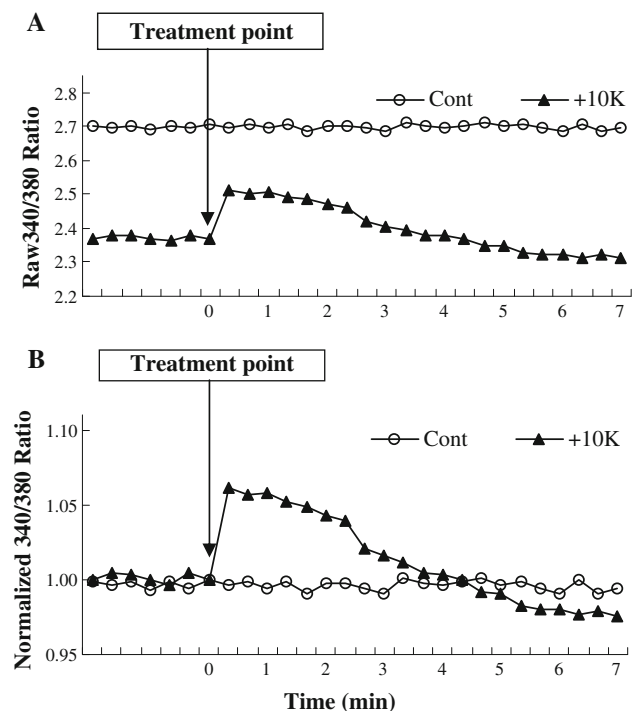 A
Treatment point
2.8
2.7
2.6
2.5
2.4
2.3
2.2
Raw340/380 Ratio
Cont +10K
0 1 2 3 4 5 6 7
B
Treatment point
1.10
1.05
1.00
0.95
Normalized 340/380 Ratio
Cont +10K
0 1 2 3 4 5 6 7
Time (min)